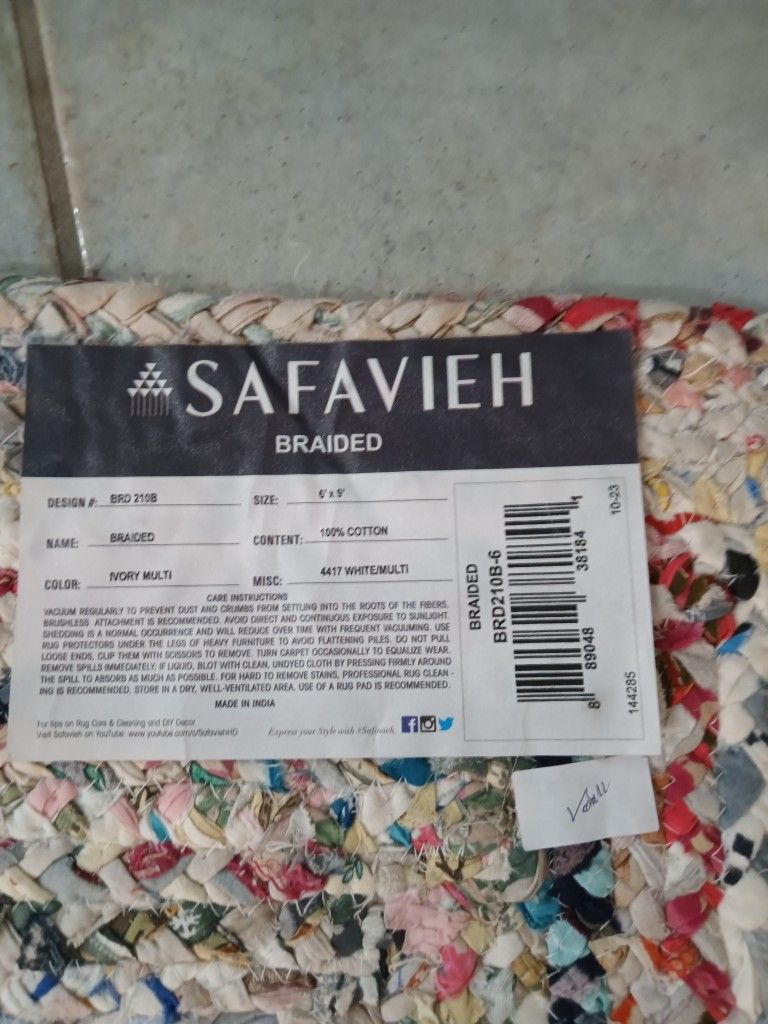 SAFAVIEH
BRAIDED
DESIGN #: BRD 210B SIZE: 6' x 9'
NAME: BRAIDED CONTENT: 100% COTTON
COLOR: IVORY MULTI MISC: 4417 WHITE/MULTI
CARE INSTRUCTIONS
VACUUM REGULARLY TO PREVENT DUST AND CRUMBS FROM SETTLING INTO THE ROOTS OF THE FIBERS.
BRUSHLESS ATTACHMENT IS RECOMMENDED. AVOID DIRECT AND CONTINUOUS EXPOSURE TO SUNLIGHT.
SHEDDING IS A NORMAL OCCURRENCE AND WILL REDUCE OVER TIME WITH FREQUENT VACUUMING. USE
RUG PROTECTORS UNDER THE LEGS OF HEAVY FURNITURE TO AVOID FLATTENING PILES. DO NOT PULL
LOOSE ENDS, CLIP THEM WITH SCISSORS TO REMOVE. TURN CARPET OCCASIONALLY TO EQUALIZE WEAR.
REMOVE SPILLS IMMEDIATELY; IF LIQUID, BLOT WITH CLEAN, UNDYED CLOTH BY PRESSING FIRMLY AROUND
THE SPILL TO ABSORB AS MUCH AS POSSIBLE. FOR HARD TO REMOVE STAINS, PROFESSIONAL RUG CLEAN -
ING IS RECOMMENDED. STORE IN A DRY, WELL-VENTILATED AREA. USE OF A RUG PAD IS RECOMMENDED.
MADE IN INDIA
For tips on Rug Care & Cleaning and DIY Decor
Visit Safavieh on YouTube: www.youtube.com/c/SafaviehHQ
Express your Style with #Safavieh.
BRAIDED
BRD210B-6
8 89048 38184 1
10-23
144285